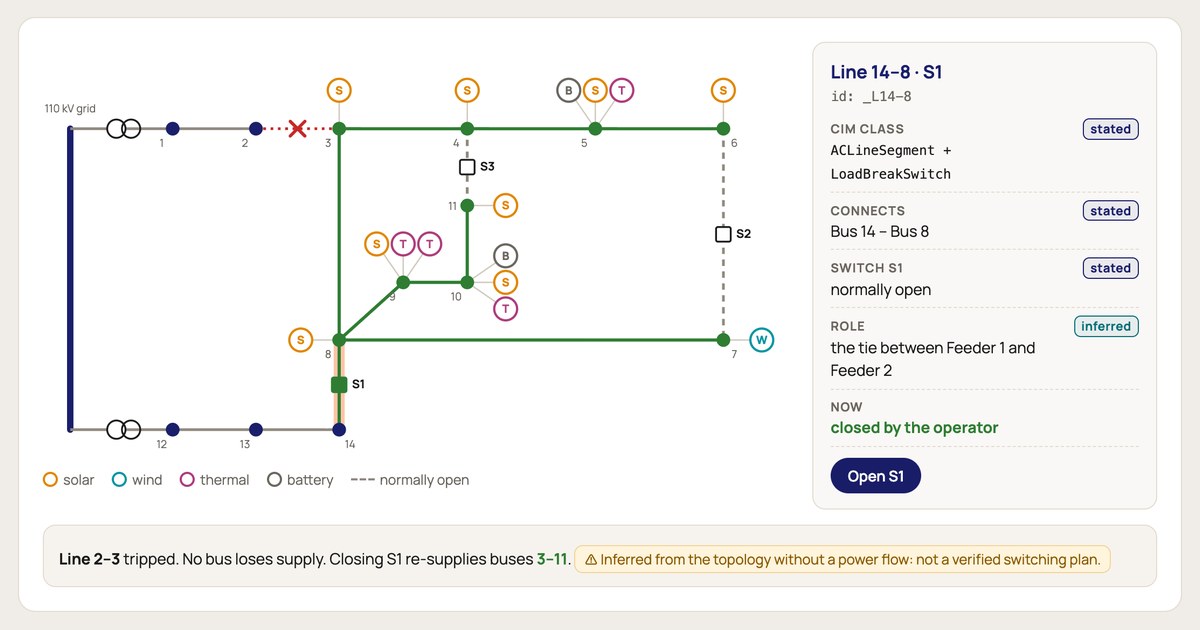 110 kV grid
S
S
B
S
T
S
1
2
3
4
5
6
S3
11
S
S
T
T
B
S2
9
10
S
T
S
8
7
W
S1
12
13
14
solar
wind
thermal
battery
normally open
Line 14–8 · S1
id: _L14–8
CIM CLASS
stated
ACLineSegment +
LoadBreakSwitch
CONNECTS
stated
Bus 14 – Bus 8
SWITCH S1
stated
normally open
ROLE
inferred
the tie between Feeder 1 and
Feeder 2
NOW
closed by the operator
Open S1
Line 2–3 tripped. No bus loses supply. Closing S1 re-supplies buses 3–11. ⚠ Inferred from the topology without a power flow: not a verified switching plan.